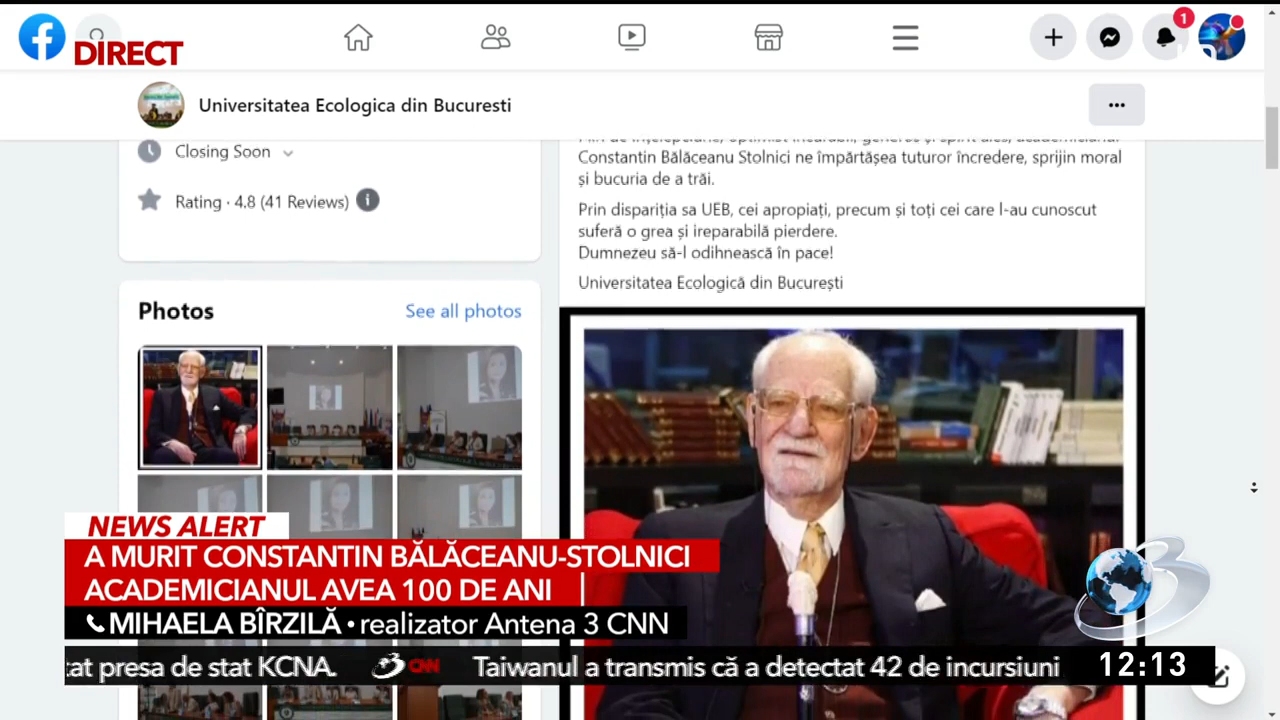 DIRECT
1
Universitatea Ecologica din Bucuresti
Closing Soon
Rating · 4.8 (41 Reviews)
Constantin Bălăceanu Stolnici ne împărtășea tuturor încredere, sprijin moral
și bucuria de a trăi.
Prin dispariția sa UEB, cei apropiați, precum și toți cei care l-au cunoscut
suferă o grea și ireparabilă pierdere.
Dumnezeu să-l odihnească în pace!
Universitatea Ecologică din București
Photos
See all photos
NEWS ALERT
A MURIT CONSTANTIN BĂLĂCEANU-STOLNICI
ACADEMICIANUL AVEA 100 DE ANI
MIHAELA BÎRZILĂ • realizator Antena 3 CNN
presa de stat KCNA. 3 CNN Taiwanul a transmis că a detectat 42 de incursiuni
12:13